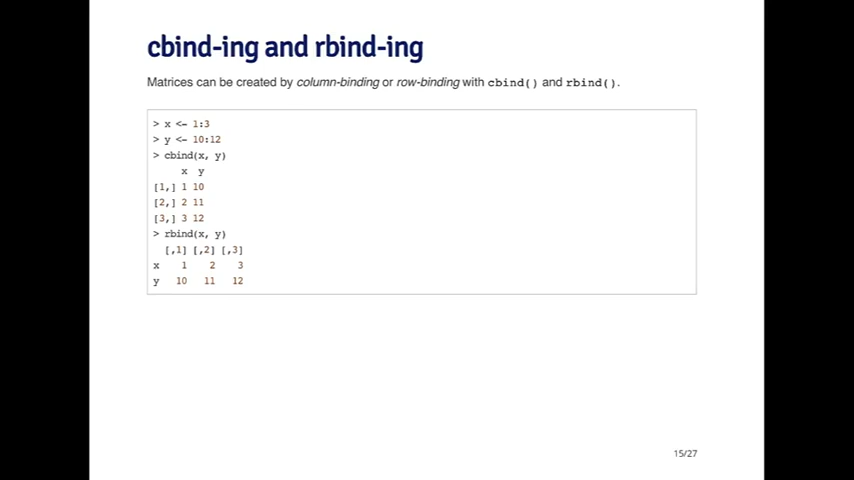 cbind-ing and rbind-ing
Matrices can be created by column-binding or row-binding with cbind() and rbind().
> x <- 1:3
> y <- 10:12
> cbind(x, y)
x y
[1,] 1 10
[2,] 2 11
[3,] 3 12
> rbind(x, y)
[,1] [,2] [,3]
x 1 2 3
y 10 11 12
15/27